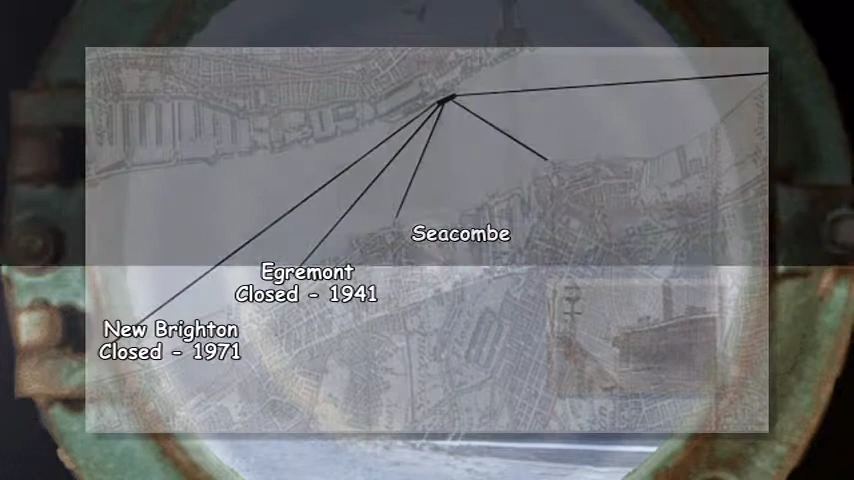 Seacombe
Egremont
Closed - 1941
New Brighton
Closed - 1971